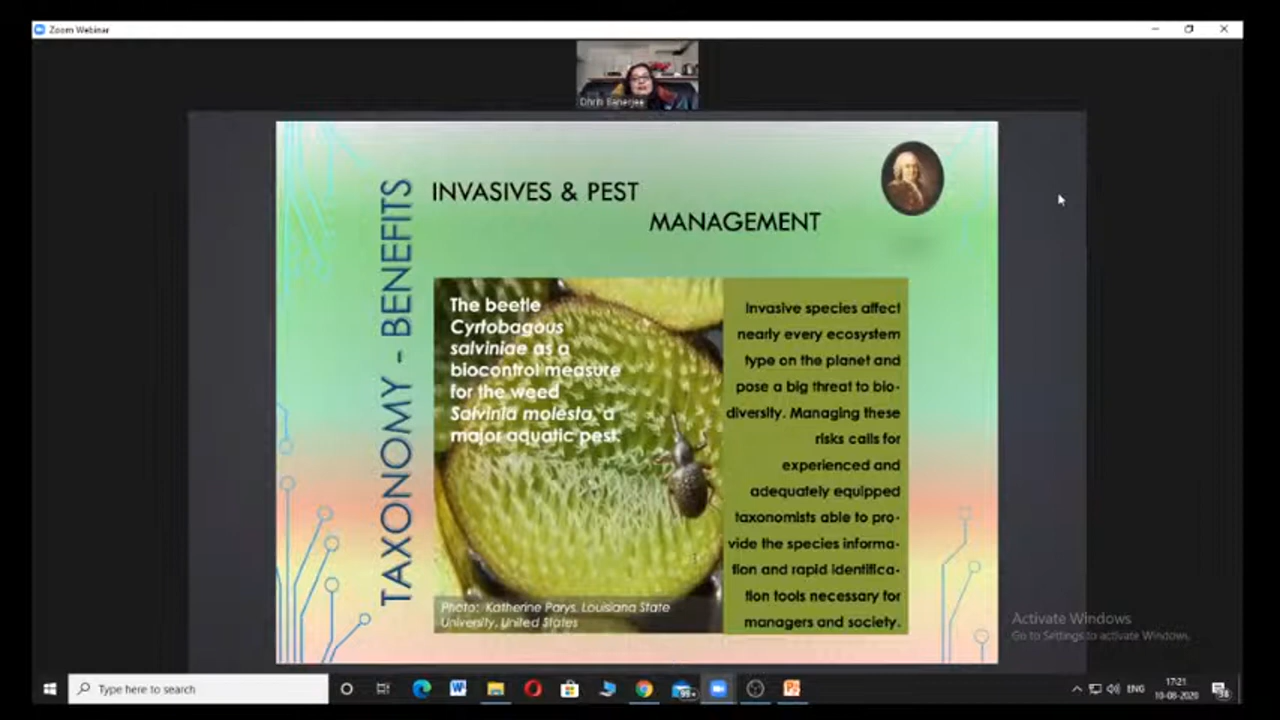 Zoom Webinar
INVASIVES & PEST
MANAGEMENT
TAXONOMY - BENEFITS
The beetle
Cyrtobagous
salviniae as a
biocontrol measure
for the weed
Salvinia molesta, a
major aquatic pest.
Photo: Katherine Parys, Louisiana State
University, United States
Invasive species affect
nearly every ecosystem
type on the planet and
pose a big threat to bio-
diversity. Managing these
risks calls for
experienced and
adequately equipped
taxonomists able to pro-
vide the species informa-
tion and rapid identifica-
tion tools necessary for
managers and society.
Activate Windows
Go to Settings to activate Windows.
Type here to search
99+
ENG
17:21
10-08-2020